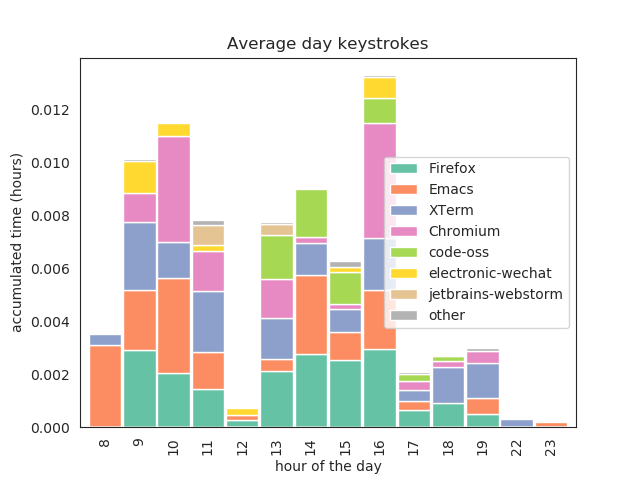 Average day keystrokes
accumulated time (hours)
0.012
0.010
0.008
0.006
0.004
0.002
0.000
Firefox
Emacs
XTerm
Chromium
code-oss
electronic-wechat
jetbrains-webstorm
other
8 9 10 11 12 13 14 15 16 17 18 19 22 23
hour of the day